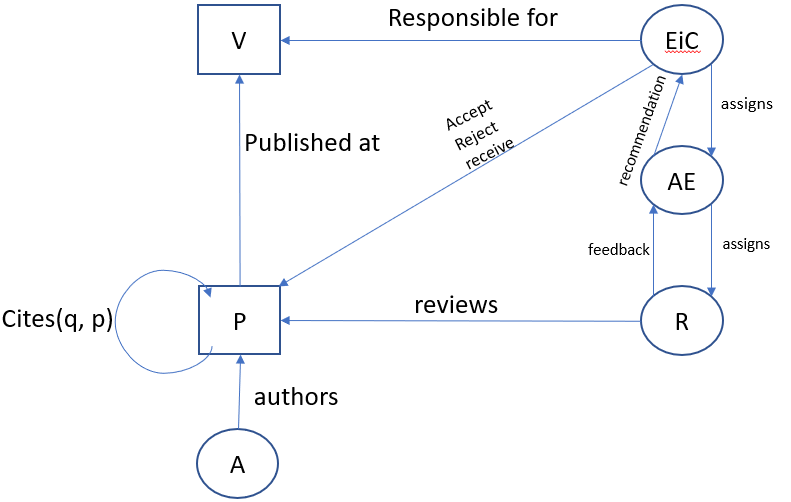 Responsible for
V
EiC
Accept
Reject
receive
recommendation
assigns
Published at
AE
feedback
assigns
Cites(q, p)
P
reviews
R
authors
A